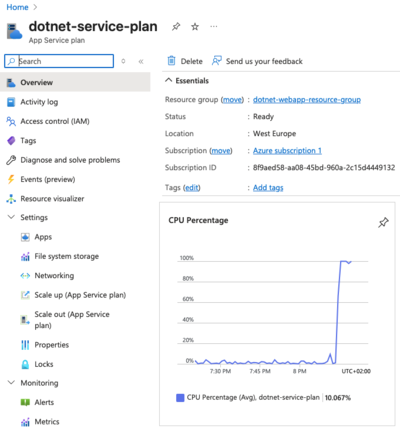 Home >
dotnet-service-plan
App Service plan
Search
Overview
Activity log
Access control (IAM)
Tags
Diagnose and solve problems
Events (preview)
Resource visualizer
Settings
Apps
File system storage
Networking
Scale up (App Service plan)
Scale out (App Service
plan)
Properties
Locks
Monitoring
Alerts
Metrics
Delete
Send us your feedback
Essentials
Resource group (move) : dotnet-webapp-resource-group
Status : Ready
Location : West Europe
Subscription (move) : Azure subscription 1
Subscription ID : 8f9aed58-aa08-45bd-960a-2c15d4449132
Tags (edit) : Add tags
CPU Percentage
100%
80%
60%
40%
20%
0%
7:30 PM 7:45 PM 8 PM UTC+02:00
CPU Percentage (Avg), dotnet-service-plan 10.067%